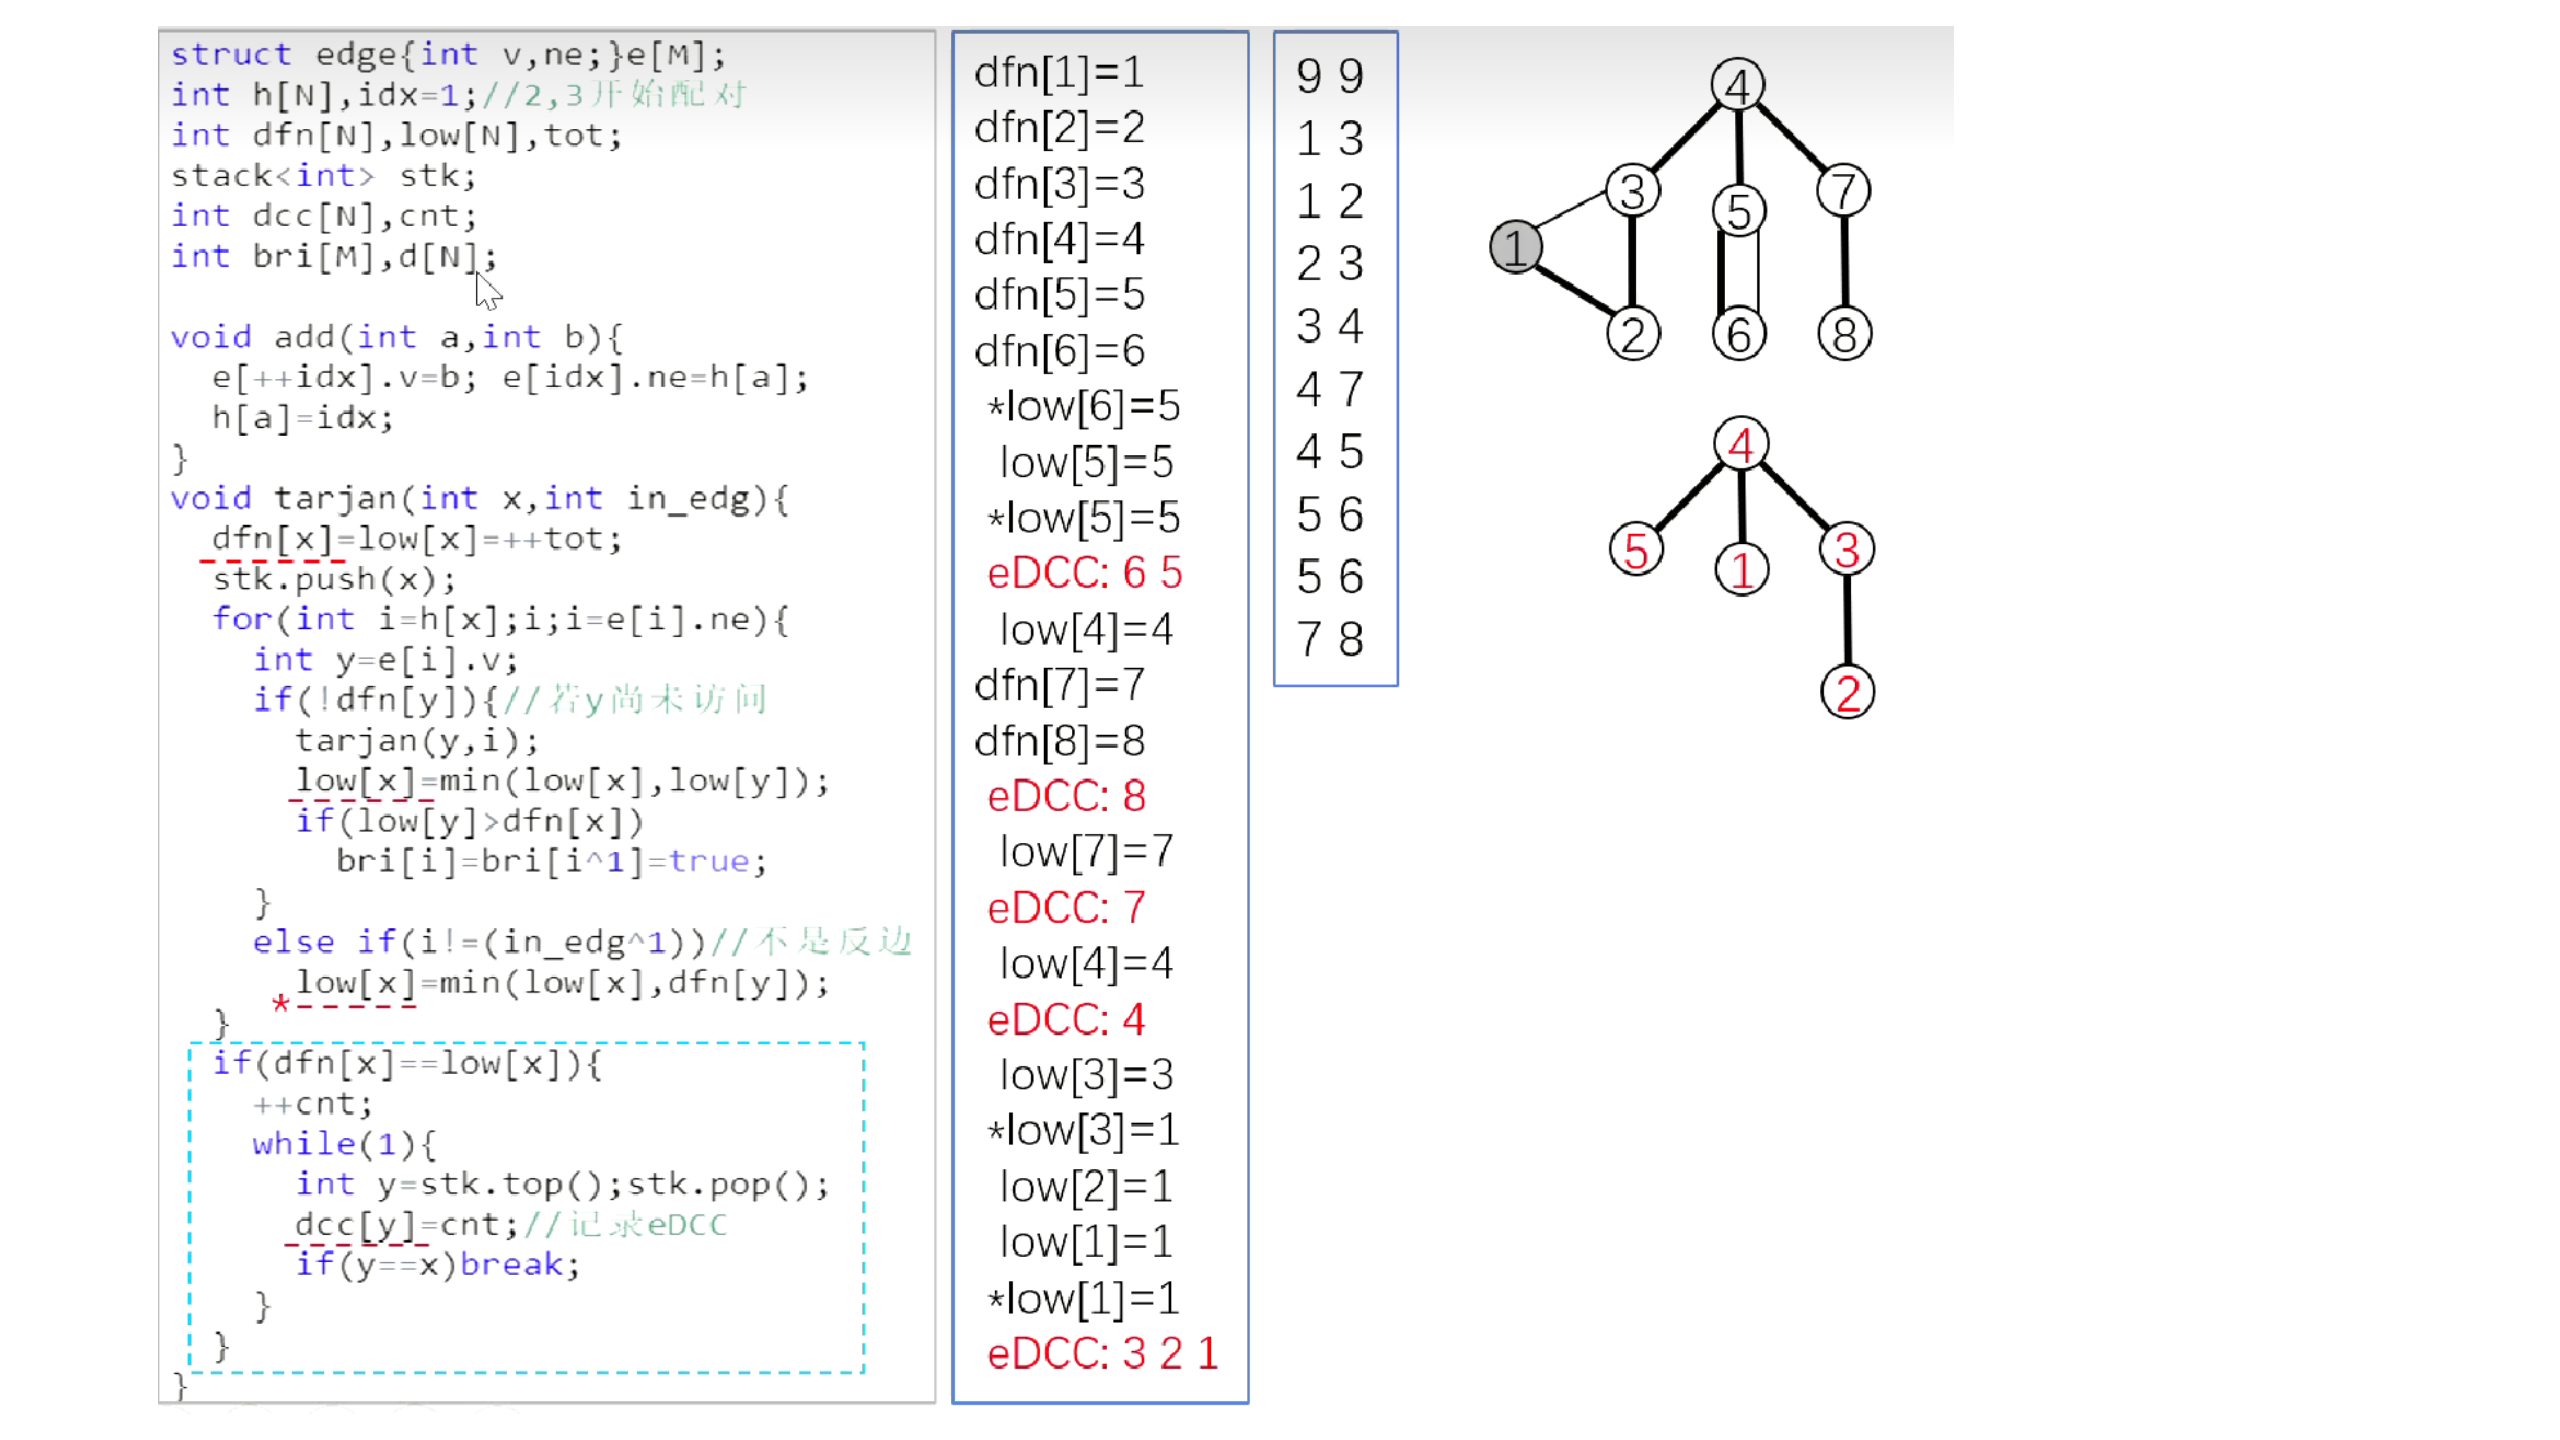 struct edge{int v,ne;}e[M];
int h[N],idx=1;//2,3开始配对
int dfn[N],low[N],tot;
stack<int> stk;
int dcc[N],cnt;
int bri[M],d[N];
void add(int a,int b){
e[++idx].v=b; e[idx].ne=h[a];
h[a]=idx;
}
void tarjan(int x,int in_edg){
dfn[x]=low[x]=++tot;
stk.push(x);
for(int i=h[x];i;i=e[i].ne){
int y=e[i].v;
if(!dfn[y]){//若y尚未访问
tarjan(y,i);
low[x]=min(low[x],low[y]);
if(low[y]>dfn[x])
bri[i]=bri[i^1]=true;
}
else if(i!=(in_edg^1))//不是反边
*low[x]=min(low[x],dfn[y]);
}
if(dfn[x]==low[x]){
++cnt;
while(1){
int y=stk.top();stk.pop();
dcc[y]=cnt;//记录eDCC
if(y==x)break;
}
}
}
dfn[1]=1
dfn[2]=2
dfn[3]=3
dfn[4]=4
dfn[5]=5
dfn[6]=6
*low[6]=5
low[5]=5
*low[5]=5
eDCC: 6 5
low[4]=4
dfn[7]=7
dfn[8]=8
eDCC: 8
low[7]=7
eDCC: 7
low[4]=4
eDCC: 4
low[3]=3
*low[3]=1
low[2]=1
low[1]=1
*low[1]=1
eDCC: 3 2 1
9 9
1 3
1 2
2 3
3 4
4 7
4 5
5 6
5 6
7 8
4
3
5
7
1
2
6
8
4
5
1
3
2